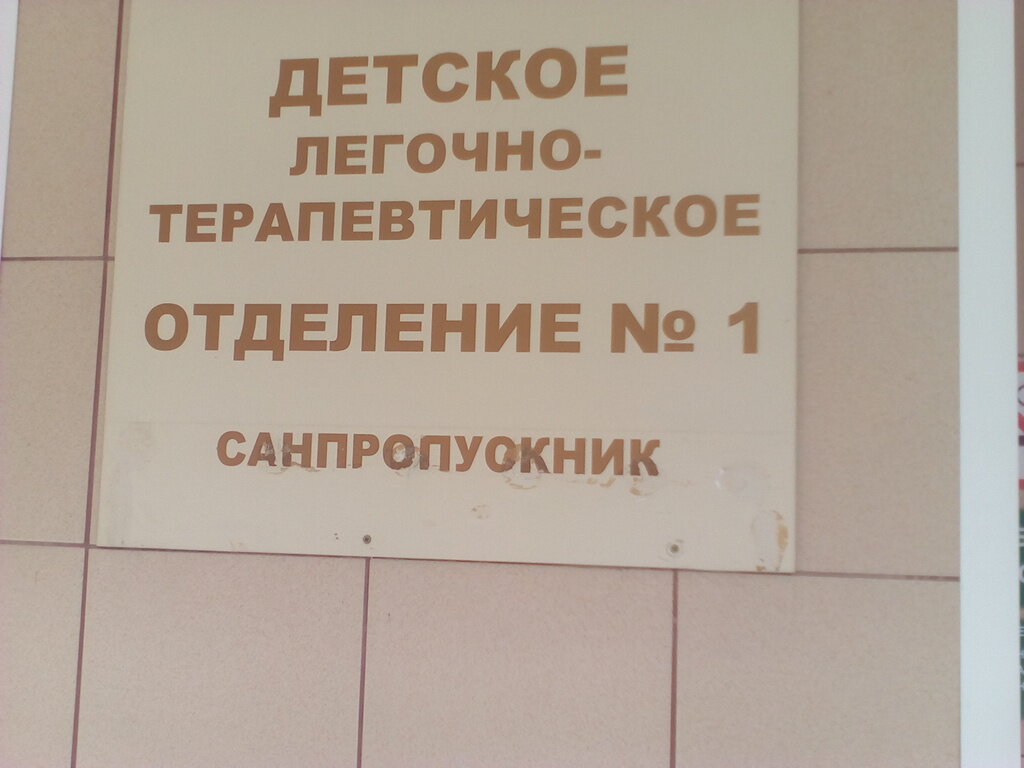 ДЕТСКОЕ
ЛЕГОЧНО-
ТЕРАПЕВТИЧЕСКОЕ
ОТДЕЛЕНИЕ № 1
САНПРОПУСКНИК